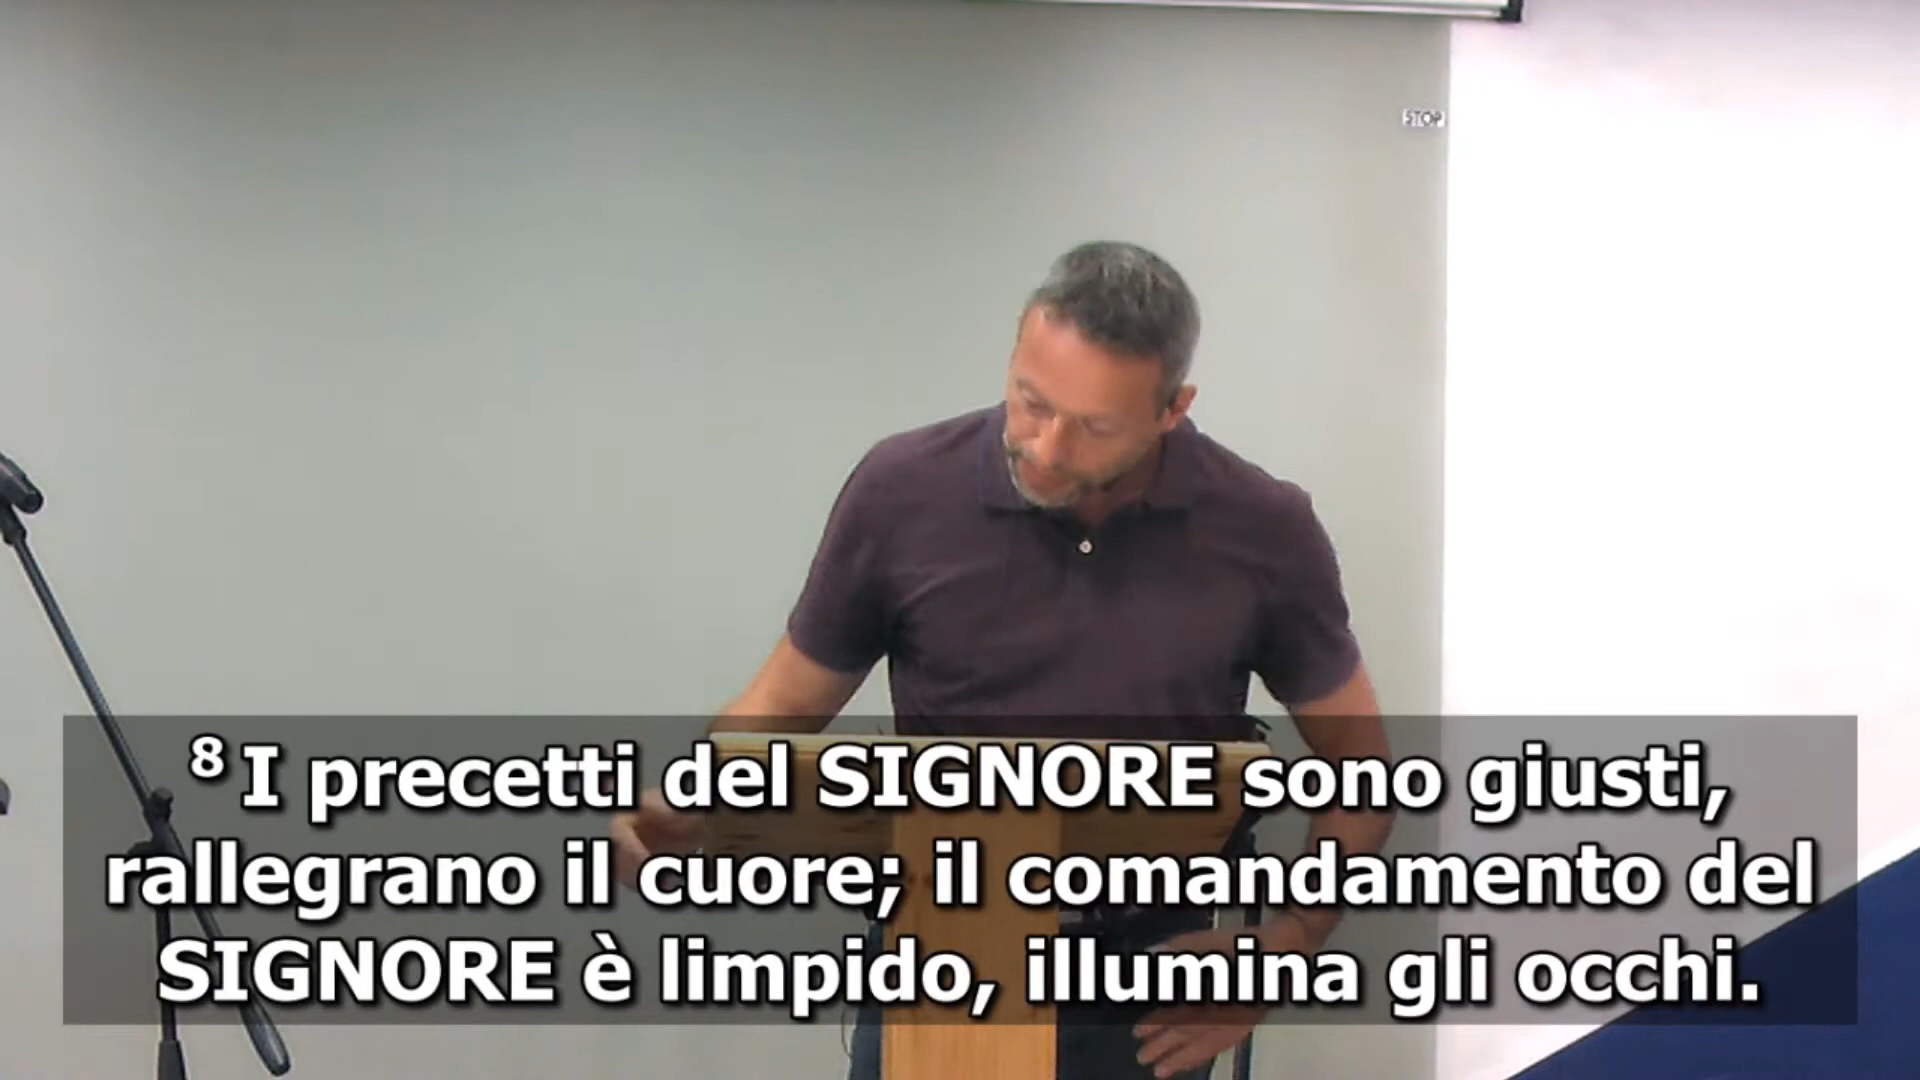 STOP
⁸ I precetti del SIGNORE sono giusti,
rallegrano il cuore; il comandamento del
SIGNORE è limpido, illumina gli occhi.